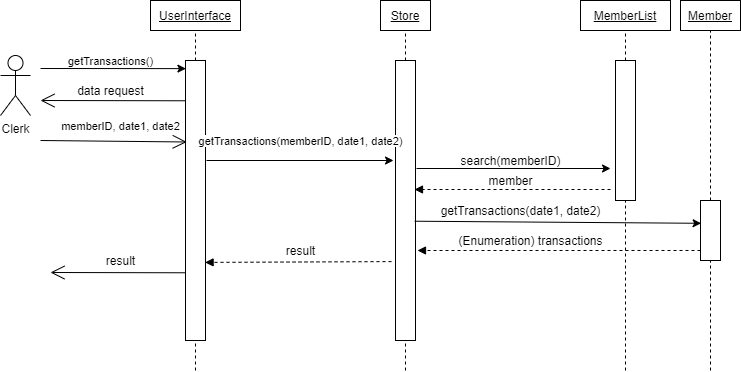 UserInterface
Store
MemberList
Member
getTransactions()
data request
Clerk
memberID, date1, date2
getTransactions(memberID, date1, date2)
search(memberID)
member
getTransactions(date1, date2)
(Enumeration) transactions
result
result